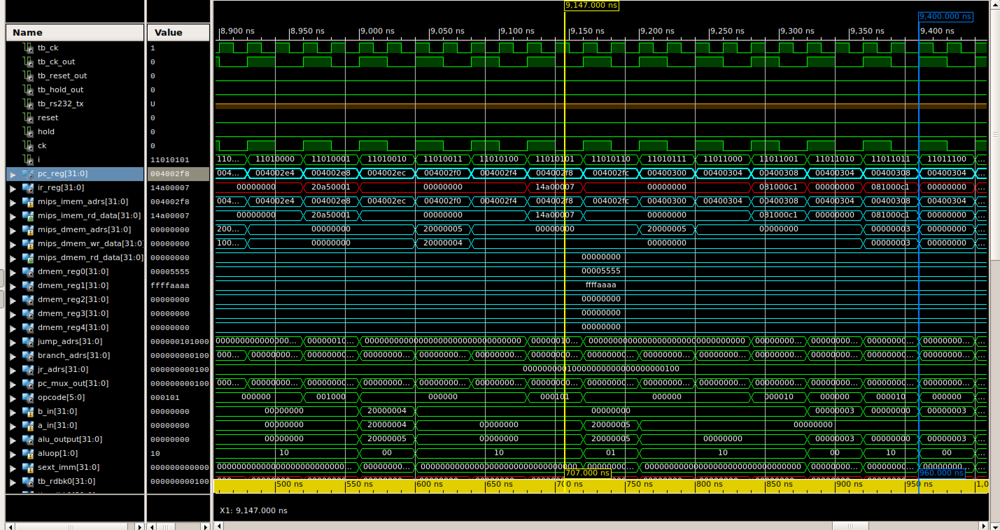 9,147.000 ns
9,400.000 ns
Name Value 8,900 ns 8,950 ns 9,000 ns 9,050 ns 9,100 ns 9,150 ns 9,200 ns 9,250 ns 9,300 ns 9,350 ns 9,400 ns
tb_ck 1
tb_ck_out 0
tb_reset_out 0
tb_hold_out 0
tb_rs232_tx U
reset 0
hold 0
ck 0
i 11010101 110... 11010000 11010001 11010010 11010011 11010100 11010101 11010110 11010111 11011000 11011001 11011010 11011011 11011100 ...
pc_reg[31:0] 004002f8 004... 004002e4 004002e8 004002ec 004002f0 004002f4 004002f8 004002fc 00400300 00400304 00400308 00400304 00400308 00400304 ...
ir_reg[31:0] 14a00007 00000000 20a50001 00000000 14a00007 00000000 081000c1 00000000 081000c1 00000000 ...
mips_imem_adrs[31:0] 004002f8 004... 004002e4 004002e8 004002ec 004002f0 004002f4 004002f8 004002fc 00400300 00400304 00400308 00400304 00400308 00400304 ...
mips_imem_rd_data[31:0] 14a00007 00000000 20a50001 00000000 14a00007 00000000 081000c1 00000000 081000c1 00000000 ...
mips_dmem_adrs[31:0] 00000000 200... 00000000 20000005 00000000 20000005 00000000 00000003 00000000 ...
mips_dmem_wr_data[31:0] 00000000 100... 00000000 20000004 00000000 00000003 00000000 ...
mips_dmem_rd_data[31:0] 00000000 00000000
dmem_reg0[31:0] 00005555 00005555
dmem_reg1[31:0] ffffaaaa ffffaaaa
dmem_reg2[31:0] 00000000 00000000
dmem_reg3[31:0] 00000000 00000000
dmem_reg4[31:0] 00000000 00000000
jump_adrs[31:0] 000000101000 0000000000000000... 00000010... 00000000000000000000000000000000 00000010... 00000000000000000000000000000000 00000000... 00000000... 00000000... 00000000... ...
branch_adrs[31:0] 000000000100 000... 00000000... 00000000... 00000000... 00000000... 00000000... 00000000... 00000000... 00000000... 00000000... 00000000... 00000000... 00000000... 00000000... ...
jr_adrs[31:0] 000000000100 00000000010000000000000000000100
pc_mux_out[31:0] 000000000100 000... 00000000... 00000000... 00000000... 00000000... 00000000... 00000000... 00000000... 00000000... 00000000... 00000000... 00000000... 00000000... 00000000... ...
opcode[5:0] 000101 000000 001000 000000 000101 000000 000010 000000 000010 000000 ...
b_in[31:0] 00000000 00000000 20000004 00000000 00000003 00000000 00000003 ...
a_in[31:0] 00000000 00000000 20000004 00000000 20000005 00000000 ...
alu_output[31:0] 00000000 00000000 20000005 00000000 20000005 00000000 00000003 00000000 00000003 ...
aluop[1:0] 10 10 00 10 01 10 00 10 00 ...
sext_imm[31:0] 000000000000 00000000000000000000000000... 00000000... 00000000000000000000000000000000 00000000... 00000000000000000000000000000000 00000000... 00000000... 00000000... ...
707.000 ns 960.000 ns
tb_rdbk0[31:0] 000000000100
500 ns 550 ns 600 ns 650 ns 700 ns 750 ns 800 ns 850 ns 900 ns 950 ns 1,0
X1: 9,147.000 ns